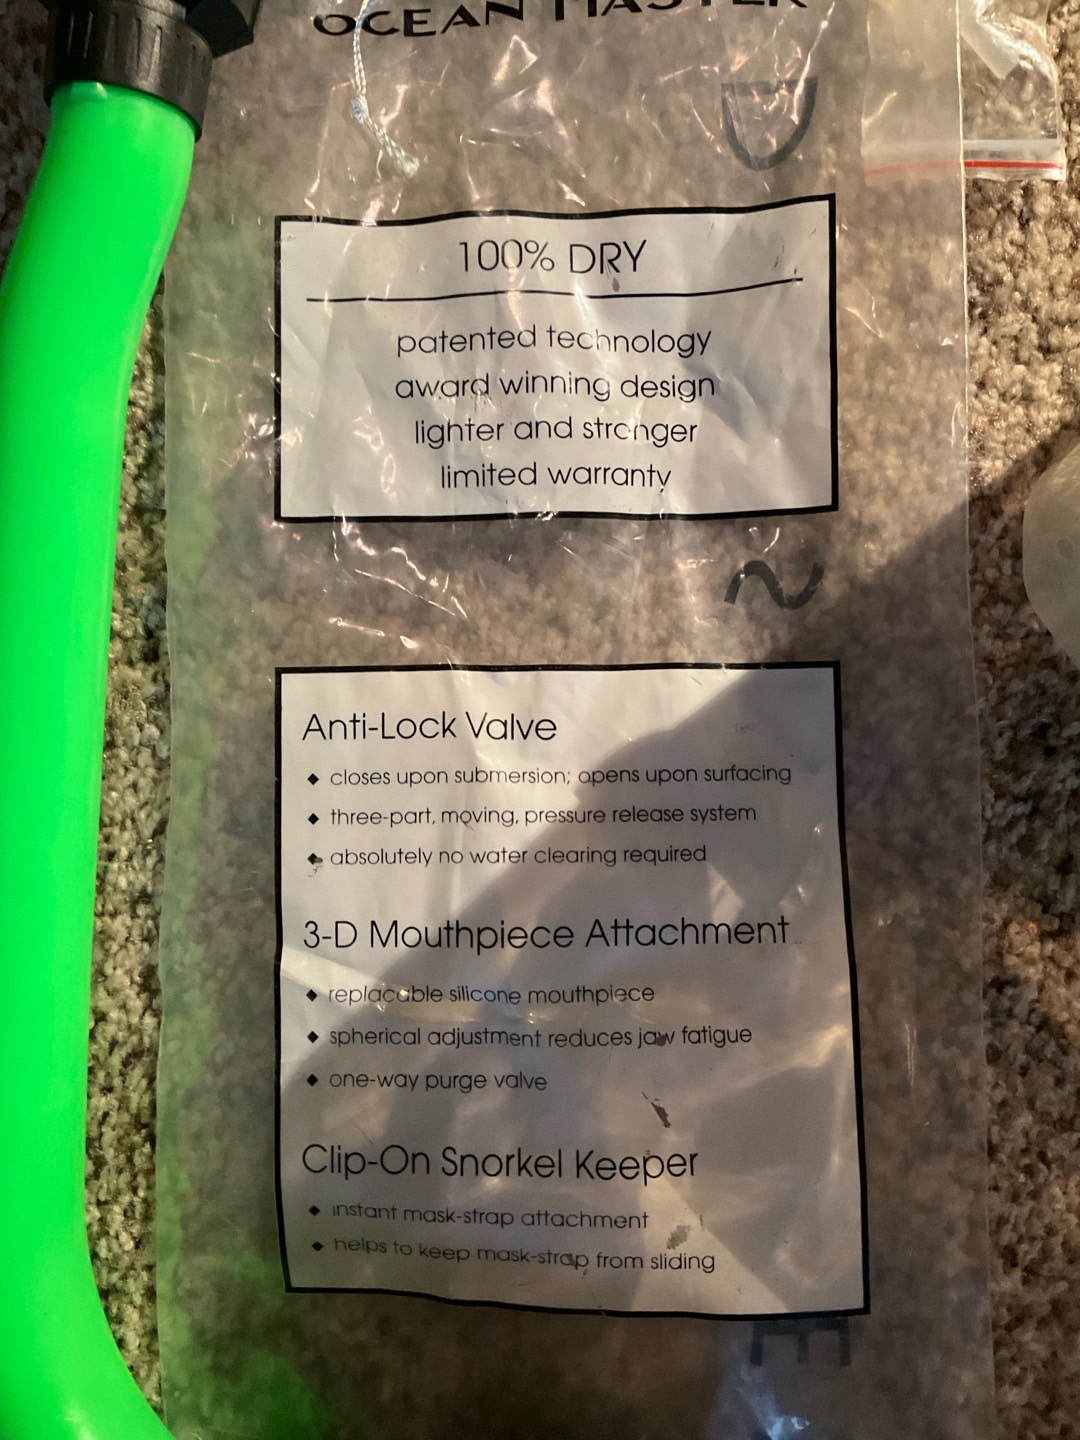 OCEAN MASTER
100% DRY
patented technology
award winning design
lighter and stronger
limited warranty
Anti-Lock Valve
◆ closes upon submersion; opens upon surfacing
◆ three-part, moving, pressure release system
◆ absolutely no water clearing required
3-D Mouthpiece Attachment
◆ replacable silicone mouthpiece
◆ spherical adjustment reduces jaw fatigue
◆ one-way purge valve
Clip-On Snorkel Keeper
◆ instant mask-strap attachment
◆ helps to keep mask-strap from sliding